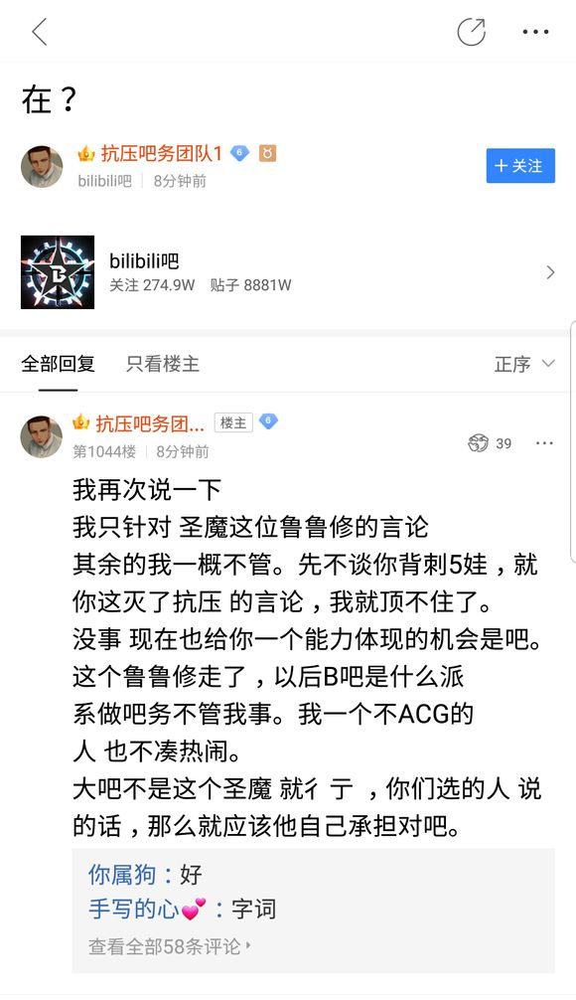 在？
抗压吧务团队1 6
bilibili吧 8分钟前
+关注
B
bilibili吧
关注 274.9W 贴子 8881W
全部回复 只看楼主 正序
抗压吧务团... 楼主 6
第1044楼 8分钟前 39
我再次说一下
我只针对 圣魔这位鲁鲁修的言论
其余的我一概不管。先不谈你背刺5娃，就
你这灭了抗压 的言论，我就顶不住了。
没事 现在也给你一个能力体现的机会是吧。
这个鲁鲁修走了，以后B吧是什么派
系做吧务不管我事。我一个不ACG的
人 也不凑热闹。
大吧不是这个圣魔 就彳亍 ，你们选的人 说
的话，那么就应该他自己承担对吧。
你属狗：好
手写的心💕：字词
查看全部58条评论